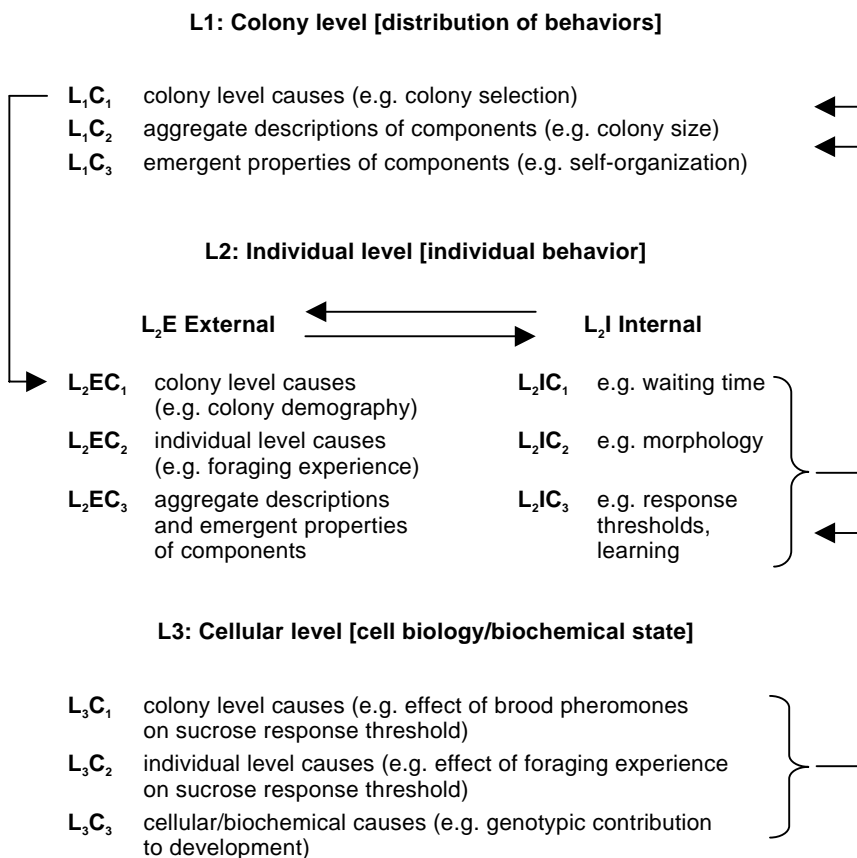 L1: Colony level [distribution of behaviors]
L₁C₁ colony level causes (e.g. colony selection)
L₁C₂ aggregate descriptions of components (e.g. colony size)
L₁C₃ emergent properties of components (e.g. self-organization)
L2: Individual level [individual behavior]
L₂E External L₂I Internal
L₂EC₁ colony level causes
(e.g. colony demography)
L₂EC₂ individual level causes
(e.g. foraging experience)
L₂EC₃ aggregate descriptions
and emergent properties
of components
L₂IC₁ e.g. waiting time
L₂IC₂ e.g. morphology
L₂IC₃ e.g. response
thresholds,
learning
L3: Cellular level [cell biology/biochemical state]
L₃C₁ colony level causes (e.g. effect of brood pheromones
on sucrose response threshold)
L₃C₂ individual level causes (e.g. effect of foraging experience
on sucrose response threshold)
L₃C₃ cellular/biochemical causes (e.g. genotypic contribution
to development)